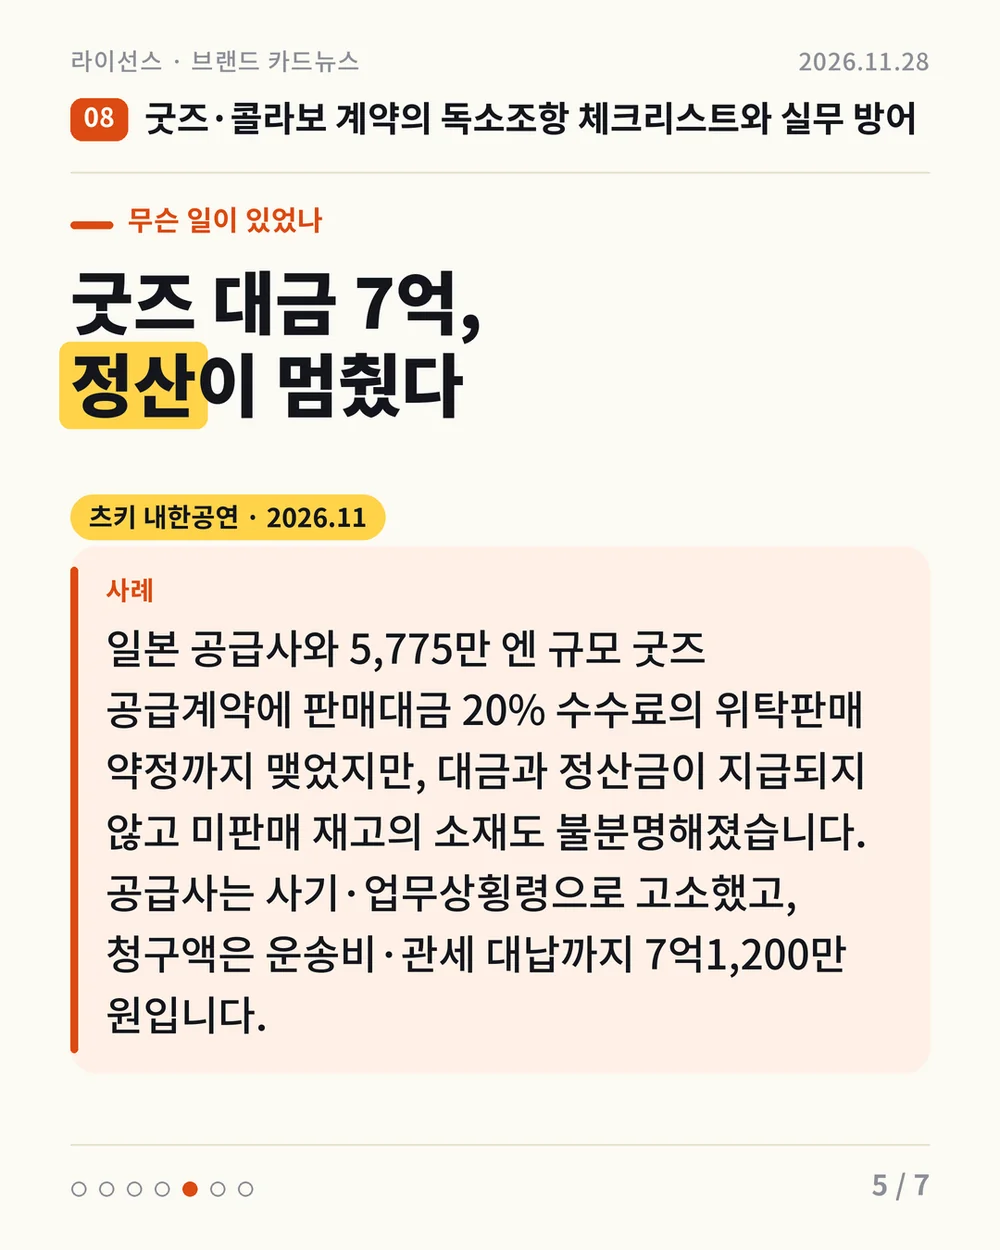 라이선스 · 브랜드 카드뉴스
2026.11.28
08 굿즈·콜라보 계약의 독소조항 체크리스트와 실무 방어
무슨 일이 있었나
굿즈 대금 7억,
정산이 멈췄다
츠키 내한공연 · 2026.11
사례
일본 공급사와 5,775만 엔 규모 굿즈
공급계약에 판매대금 20% 수수료의 위탁판매
약정까지 맺었지만, 대금과 정산금이 지급되지
않고 미판매 재고의 소재도 불분명해졌습니다.
공급사는 사기·업무상횡령으로 고소했고,
청구액은 운송비·관세 대납까지 7억1,200만
원입니다.
5 / 7